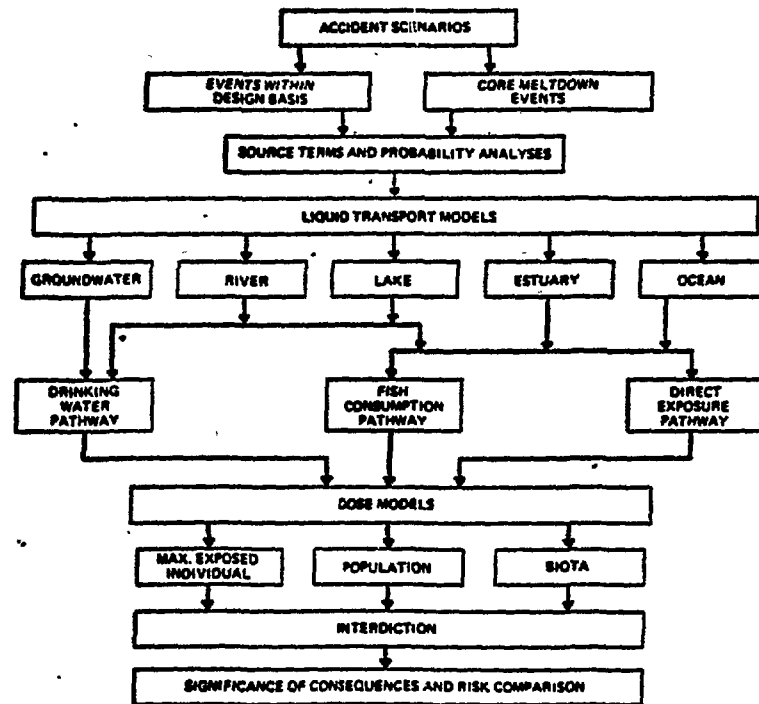 ACCIDENT SCENARIOS
EVENTS WITHIN
DESIGN BASIS
CORE MELTDOWN
EVENTS
SOURCE TERMS AND PROBABILITY ANALYSES
LIQUID TRANSPORT MODELS
GROUNDWATER
RIVER
LAKE
ESTUARY
OCEAN
DRINKING
WATER
PATHWAY
FISH
CONSUMPTION
PATHWAY
DIRECT
EXPOSURE
PATHWAY
DOSE MODELS
MAX. EXPOSED
INDIVIDUAL
POPULATION
BIOTA
INTERDICTION
SIGNIFICANCE OF CONSEQUENCES AND RISK COMPARISON